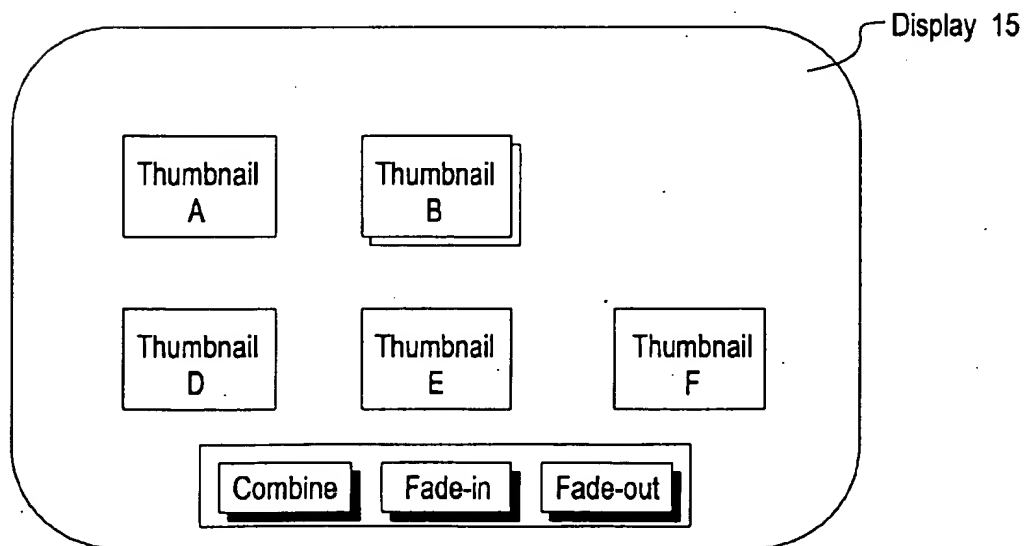 Display 15
Thumbnail
A
Thumbnail
B
Thumbnail
D
Thumbnail
E
Thumbnail
F
Combine
Fade-in
Fade-out